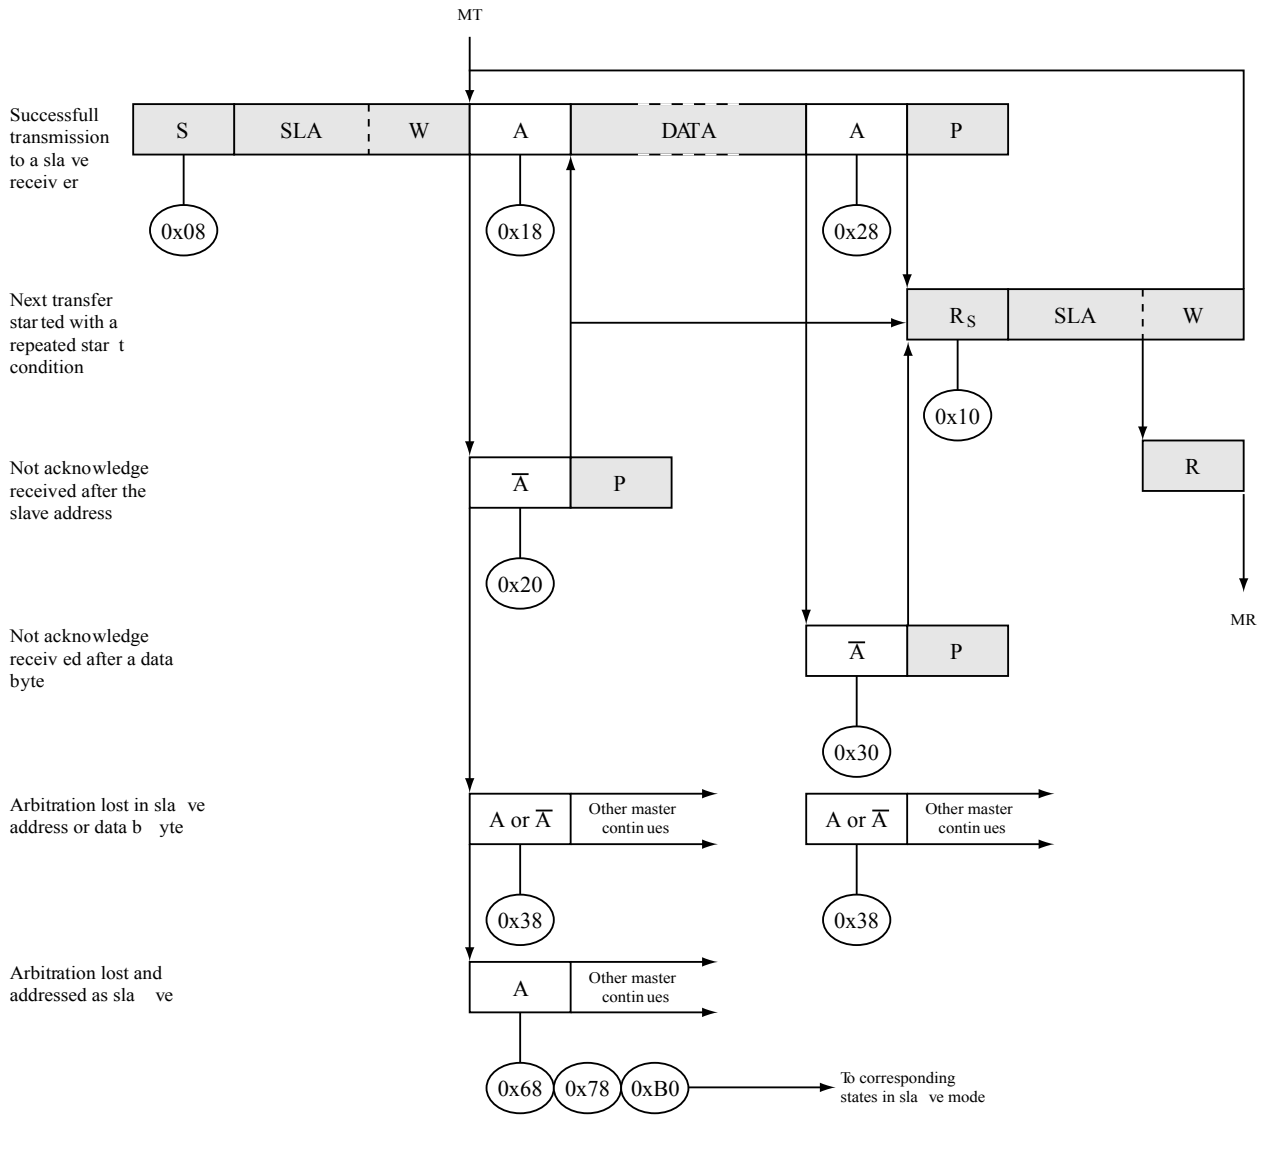 MT
Successfull
transmission
to a sla ve
receiv er
S SLA W A DATA A P
0x08 0x18 0x28
Next transfer
star ted with a
repeated star t
condition
RS SLA W
0x10
Not acknowledge
received after the
slave address
A̅ P
R
0x20
MR
Not acknowledge
receiv ed after a data
byte
A̅ P
0x30
Arbitration lost in sla ve
address or data b yte
A or A̅
Other master
contin ues
A or A̅
Other master
contin ues
0x38 0x38
Arbitration lost and
addressed as sla ve
A
Other master
contin ues
0x68 0x78 0xB0
To corresponding
states in sla ve mode